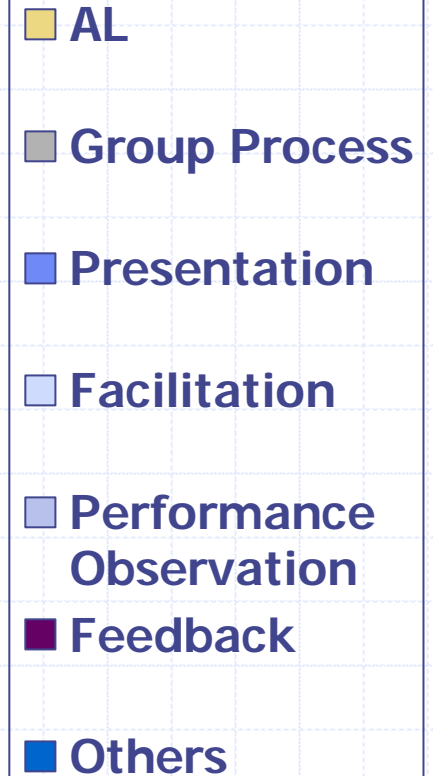 AL
Group Process
Presentation
Facilitation
Performance
Observation
Feedback
Others